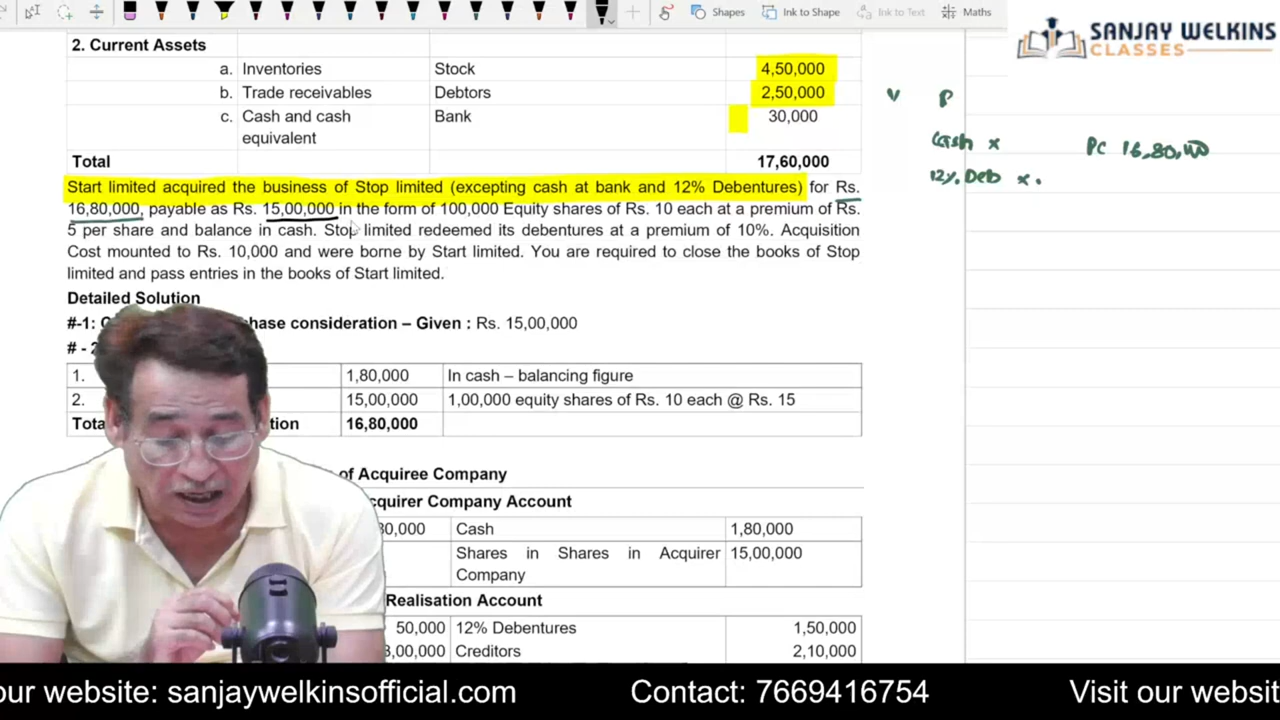 Shapes Ink to Shape Ink to Text Maths
SANJAY WELKINS
CLASSES
2. Current Assets
a. Inventories Stock 4,50,000
b. Trade receivables Debtors 2,50,000
c. Cash and cash equivalent Bank 30,000
Total 17,60,000
V P
Cash x
PC 16,80,000
12% Deb x.
Start limited acquired the business of Stop limited (excepting cash at bank and 12% Debentures) for Rs.
16,80,000, payable as Rs. 15,00,000 in the form of 100,000 Equity shares of Rs. 10 each at a premium of Rs.
5 per share and balance in cash. Stop limited redeemed its debentures at a premium of 10%. Acquisition
Cost mounted to Rs. 10,000 and were borne by Start limited. You are required to close the books of Stop
limited and pass entries in the books of Start limited.
Detailed Solution
#-1: hase consideration – Given : Rs. 15,00,000
# - 2
1. 1,80,000 In cash – balancing figure
2. 15,00,000 1,00,000 equity shares of Rs. 10 each @ Rs. 15
Tota tion 16,80,000
of Acquiree Company
cquirer Company Account
30,000 Cash 1,80,000
Shares in Shares in Acquirer 15,00,000
Company
Realisation Account
50,000 12% Debentures 1,50,000
3,00,000 Creditors 2,10,000
our website: sanjaywelkinsofficial.com Contact: 7669416754 Visit our websit